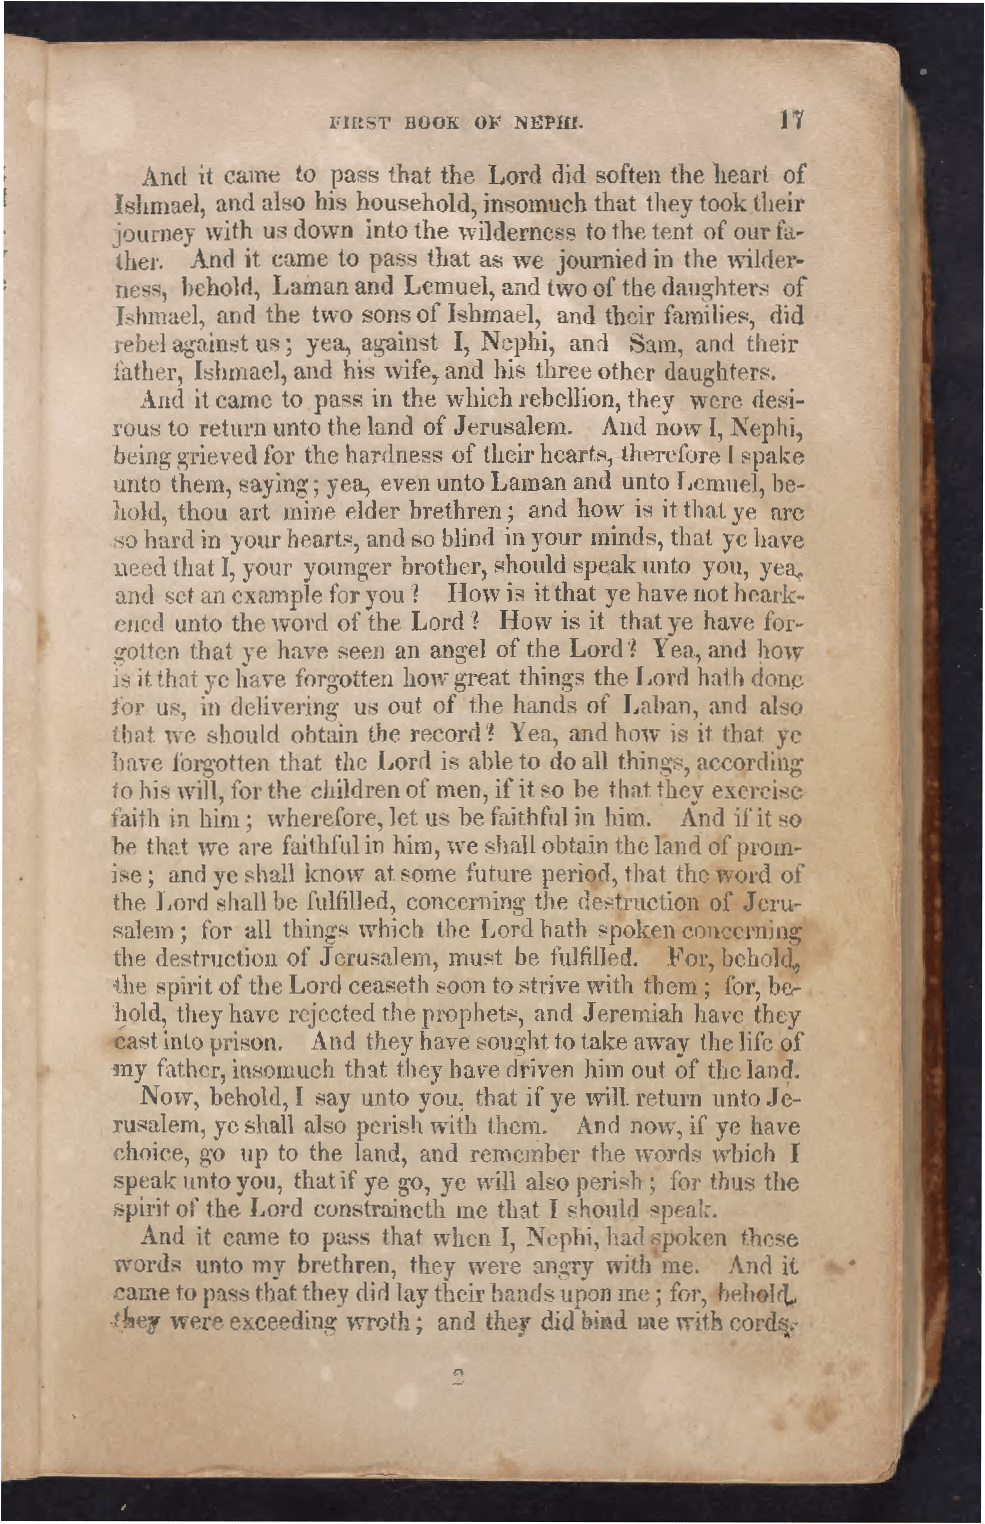 FIRST BOOK OF NEPHI. 17
And it came to pass that the Lord did soften the heart of
Ishmael, and also his household, insomuch that they took their
journey with us down into the wilderness to the tent of our fa-
ther. And it came to pass that as we journied in the wilder-
ness, behold, Laman and Lemuel, and two of the daughters of
Ishmael, and the two sons of Ishmael, and their families, did
rebel against us; yea, against I, Nephi, and Sam, and their
father, Ishmael, and his wife, and his three other daughters.
And it came to pass in the which rebellion, they were desi-
rous to return unto the land of Jerusalem. And now I, Nephi,
being grieved for the hardness of their hearts, therefore I spake
unto them, saying; yea, even unto Laman and unto Lemuel, be-
hold, thou art mine elder brethren; and how is it that ye are
so hard in your hearts, and so blind in your minds, that ye have
need that I, your younger brother, should speak unto you, yea,
and set an example for you? How is it that ye have not heark-
ened unto the word of the Lord? How is it that ye have for-
gotten that ye have seen an angel of the Lord? Yea, and how
is it that ye have forgotten how great things the Lord hath done
for us, in delivering us out of the hands of Laban, and also
that we should obtain the record? Yea, and how is it that ye
have forgotten that the Lord is able to do all things, according
to his will, for the children of men, if it so be that they exercise
faith in him; wherefore, let us be faithful in him. And if it so
be that we are faithful in him, we shall obtain the land of prom-
ise; and ye shall know at some future period, that the word of
the Lord shall be fulfilled, concerning the destruction of Jeru-
salem; for all things which the Lord hath spoken concerning
the destruction of Jerusalem, must be fulfilled. For, behold,
the spirit of the Lord ceaseth soon to strive with them; for, be-
hold, they have rejected the prophets, and Jeremiah have they
cast into prison. And they have sought to take away the life of
my father, insomuch that they have driven him out of the land.
Now, behold, I say unto you, that if ye will return unto Je-
rusalem, ye shall also perish with them. And now, if ye have
choice, go up to the land, and remember the words which I
speak unto you, that if ye go, ye will also perish; for thus the
spirit of the Lord constraineth me that I should speak.
And it came to pass that when I, Nephi, had spoken these
words unto my brethren, they were angry with me. And it
came to pass that they did lay their hands upon me; for, behold,
they were exceeding wroth; and they did bind me with cords,
2